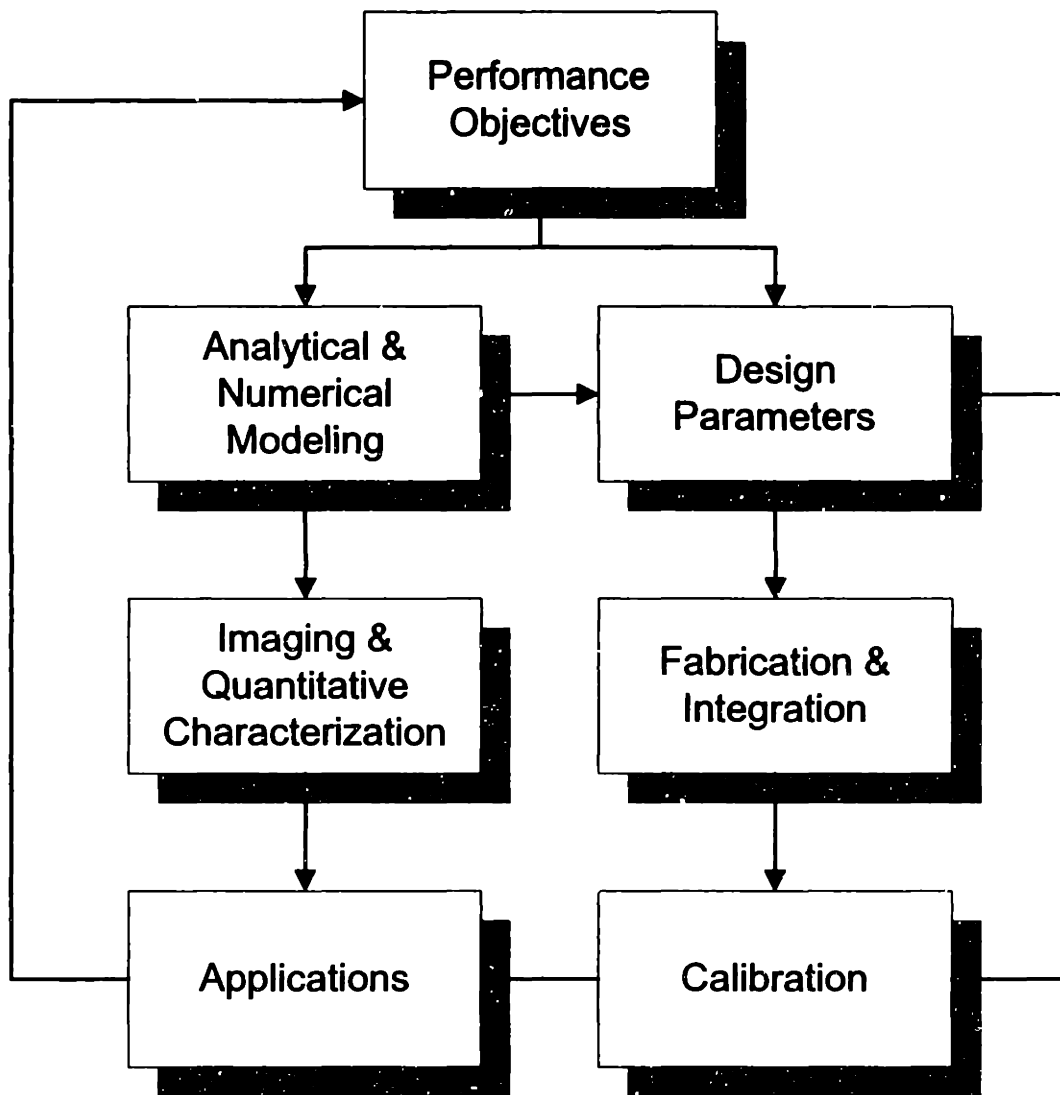 Performance
Objectives
Analytical &
Numerical
Modeling
Design
Parameters
Imaging &
Quantitative
Characterization
Fabrication &
Integration
Applications
Calibration